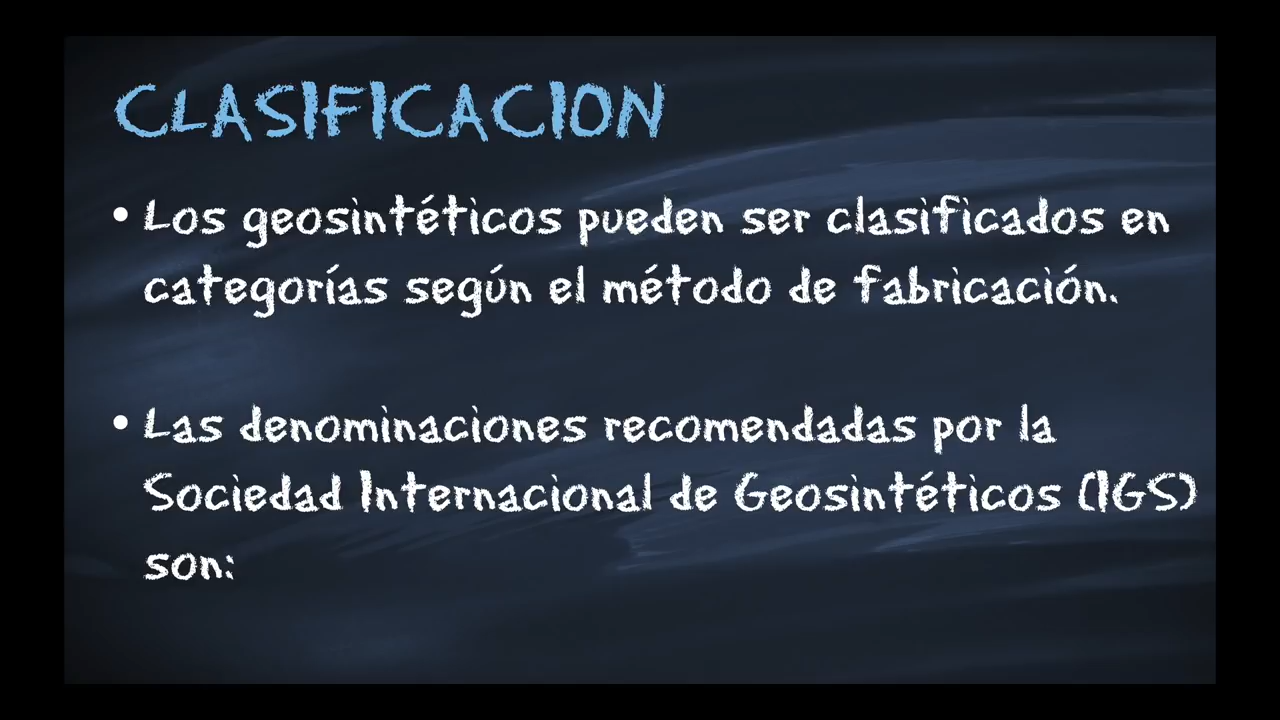 CLASIFICACION
• Los geosintéticos pueden ser clasificados en
categorías según el método de fabricación.
• Las denominaciones recomendadas por la
Sociedad Internacional de Geosintéticos (IGS)
son: